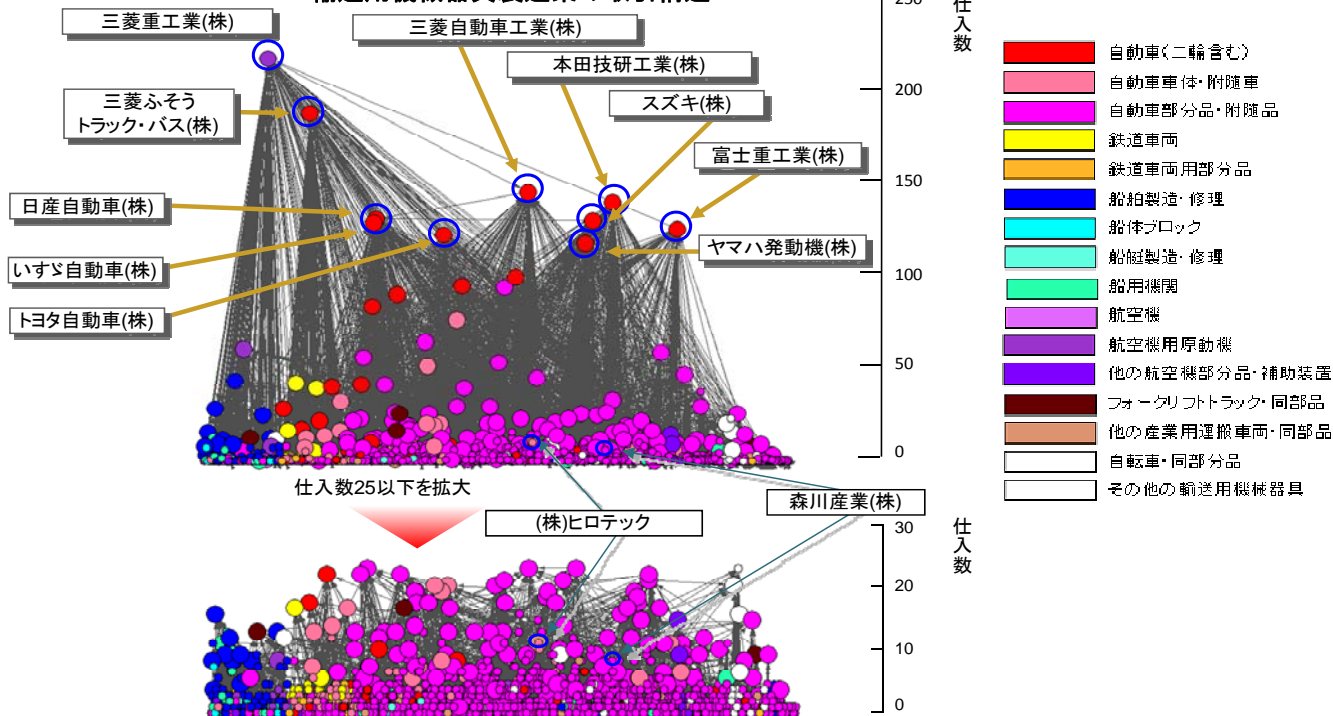 三菱重工業(株)
三菱自動車工業(株)
本田技研工業(株)
三菱ふそう
トラック・バス(株)
スズキ(株)
富士重工業(株)
日産自動車(株)
いすゞ自動車(株)
ヤマハ発動機(株)
トヨタ自動車(株)
仕入数
200
150
100
50
0
自動車(二輪含む)
自動車車体・附随車
自動車部分品・附随品
鉄道車両
鉄道車両用部分品
船舶製造・修理
船体ブロック
船艇製造・修理
船用機関
航空機
航空機用原動機
他の航空機部分品・補助装置
フォークリフトトラック・同部品
他の産業用運搬車両・同部品
自転車・同部分品
その他の輸送用機械器具
仕入数25以下を拡大
(株)ヒロテック
森川産業(株)
仕入数
30
20
10
0